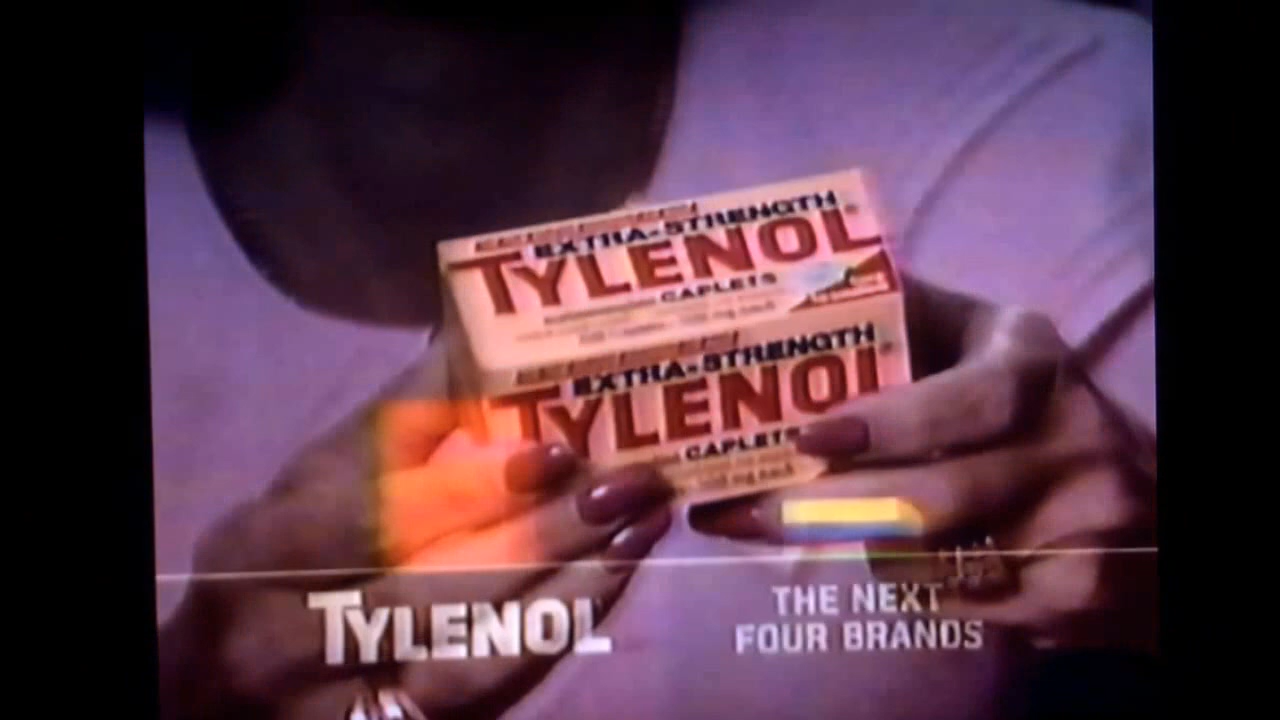 EXTRA-STRENGTH
TYLENOL
CAPLETS
EXTRA-STRENGTH
TYLENOL
CAPLETS
TYLENOL
THE NEXT
FOUR BRANDS